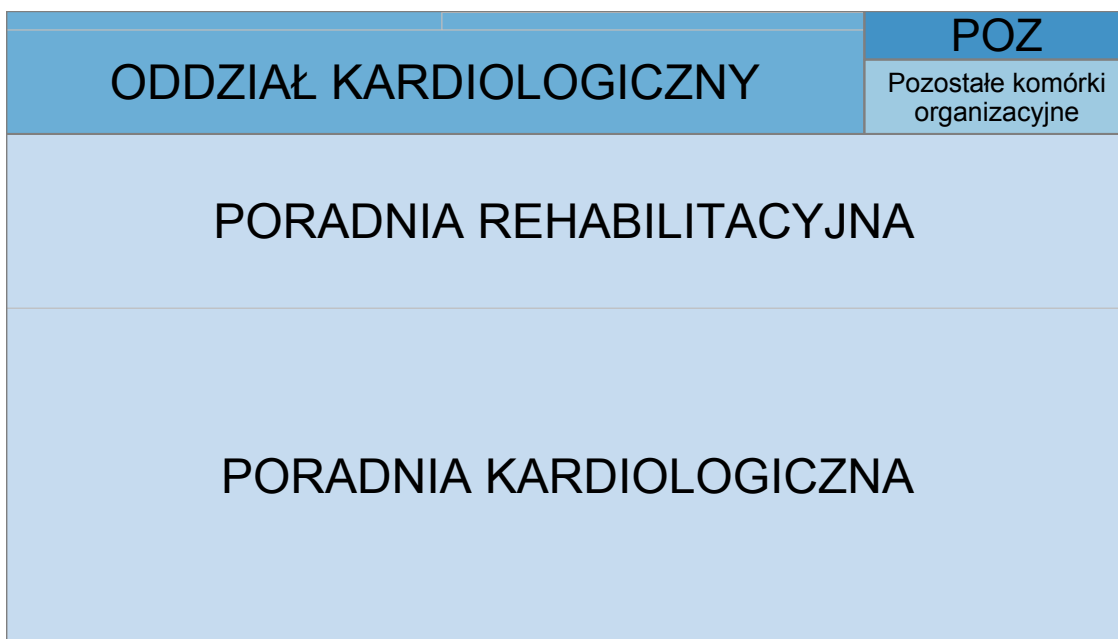 ODDZIAŁ KARDIOLOGICZNY
POZ
Pozostałe komórki
organizacyjne
PORADNIA REHABILITACYJNA
PORADNIA KARDIOLOGICZNA